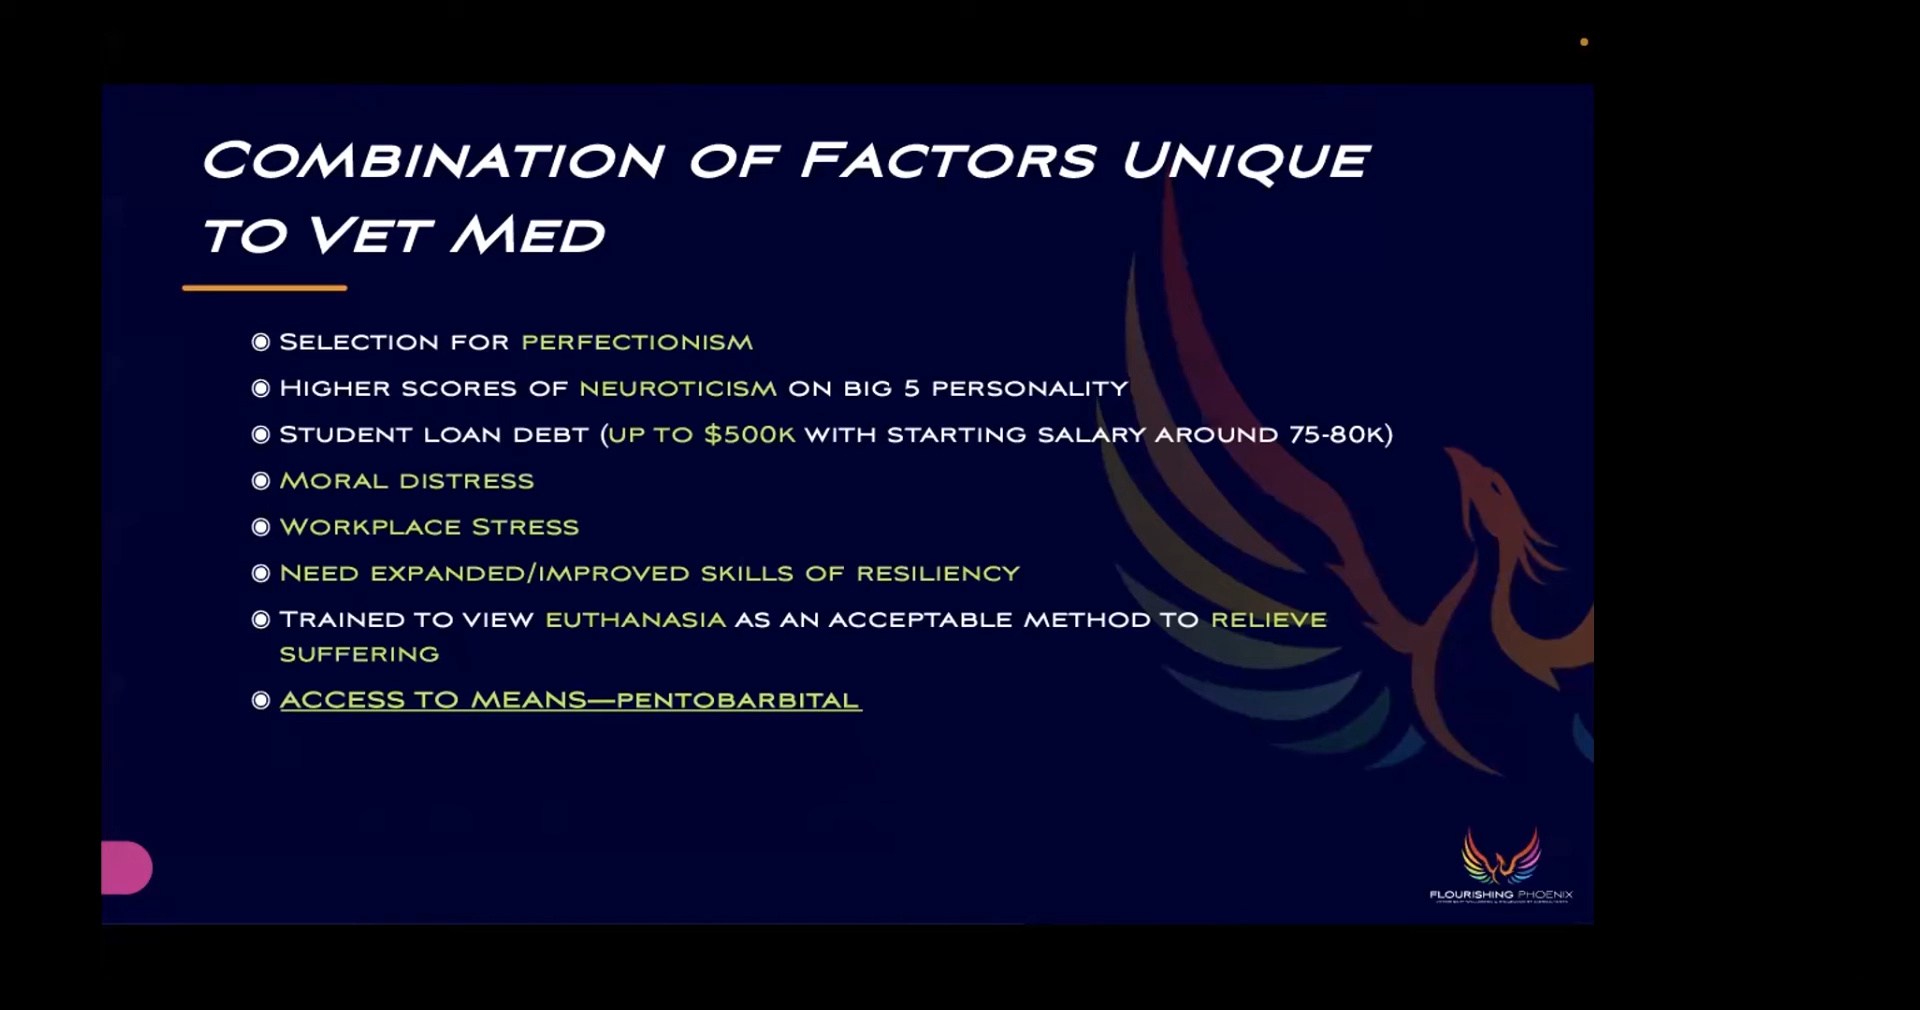 Combination of Factors Unique
to Vet Med
Selection for perfectionism
Higher scores of neuroticism on big 5 personality
Student loan debt (up to $500k with starting salary around 75-80k)
Moral distress
Workplace Stress
Need expanded/improved skills of resiliency
Trained to view euthanasia as an acceptable method to relieve
suffering
ACCESS TO MEANS—pentobarbital
FLOURISHING PHOENIX